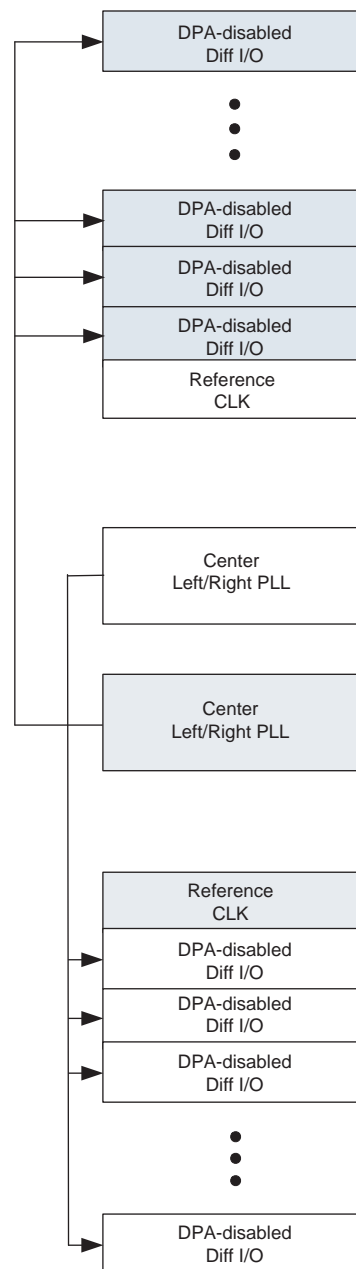 DPA-disabled
Diff I/O
DPA-disabled
Diff I/O
DPA-disabled
Diff I/O
DPA-disabled
Diff I/O
Reference
CLK
Center
Left/Right PLL
Center
Left/Right PLL
Reference
CLK
DPA-disabled
Diff I/O
DPA-disabled
Diff I/O
DPA-disabled
Diff I/O
DPA-disabled
Diff I/O